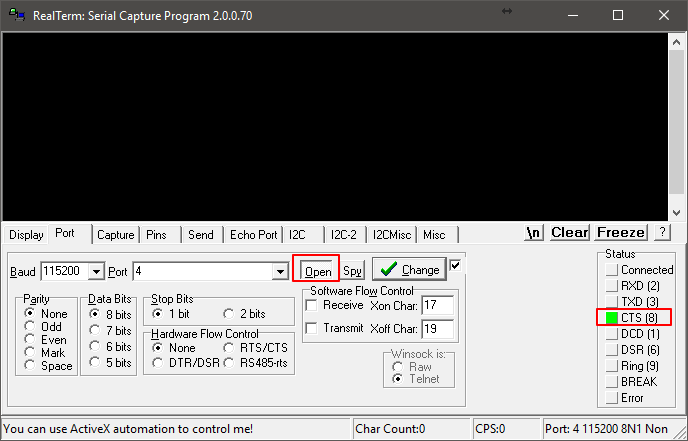 RealTerm: Serial Capture Program 2.0.0.70
Display Port Capture Pins Send Echo Port I2C I2C-2 I2CMisc Misc \n Clear Freeze ?
Baud 115200 Port 4 Open Spy Change
Parity
None
Odd
Even
Mark
Space
Data Bits
8 bits
7 bits
6 bits
5 bits
Stop Bits
1 bit 2 bits
Hardware Flow Control
None RTS/CTS
DTR/DSR RS485-rts
Software Flow Control
Receive Xon Char: 17
Transmit Xoff Char: 19
Winsock is:
Raw
Telnet
Status
Connected
RXD (2)
TXD (3)
CTS (8)
DCD (1)
DSR (6)
Ring (9)
BREAK
Error
You can use ActiveX automation to control me! Char Count:0 CPS:0 Port: 4 115200 8N1 Non